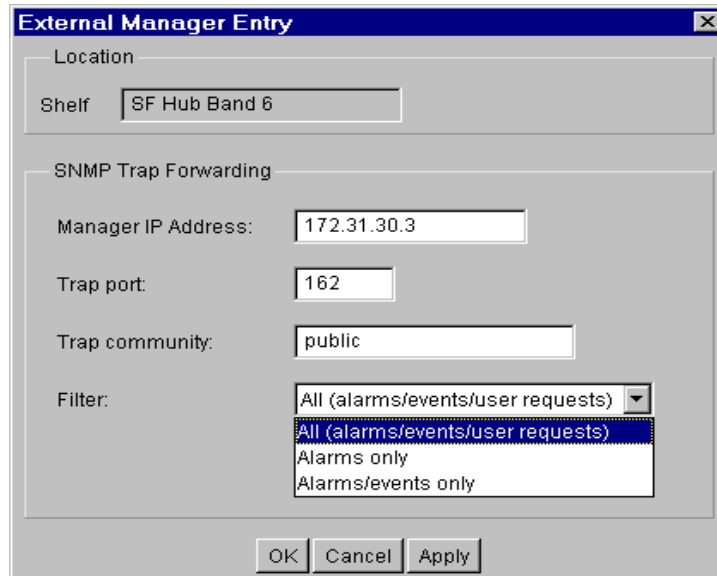 External Manager Entry
Location
Shelf SF Hub Band 6
SNMP Trap Forwarding
Manager IP Address: 172.31.30.3
Trap port: 162
Trap community: public
Filter: All (alarms/events/user requests)
All (alarms/events/user requests)
Alarms only
Alarms/events only
OK Cancel Apply